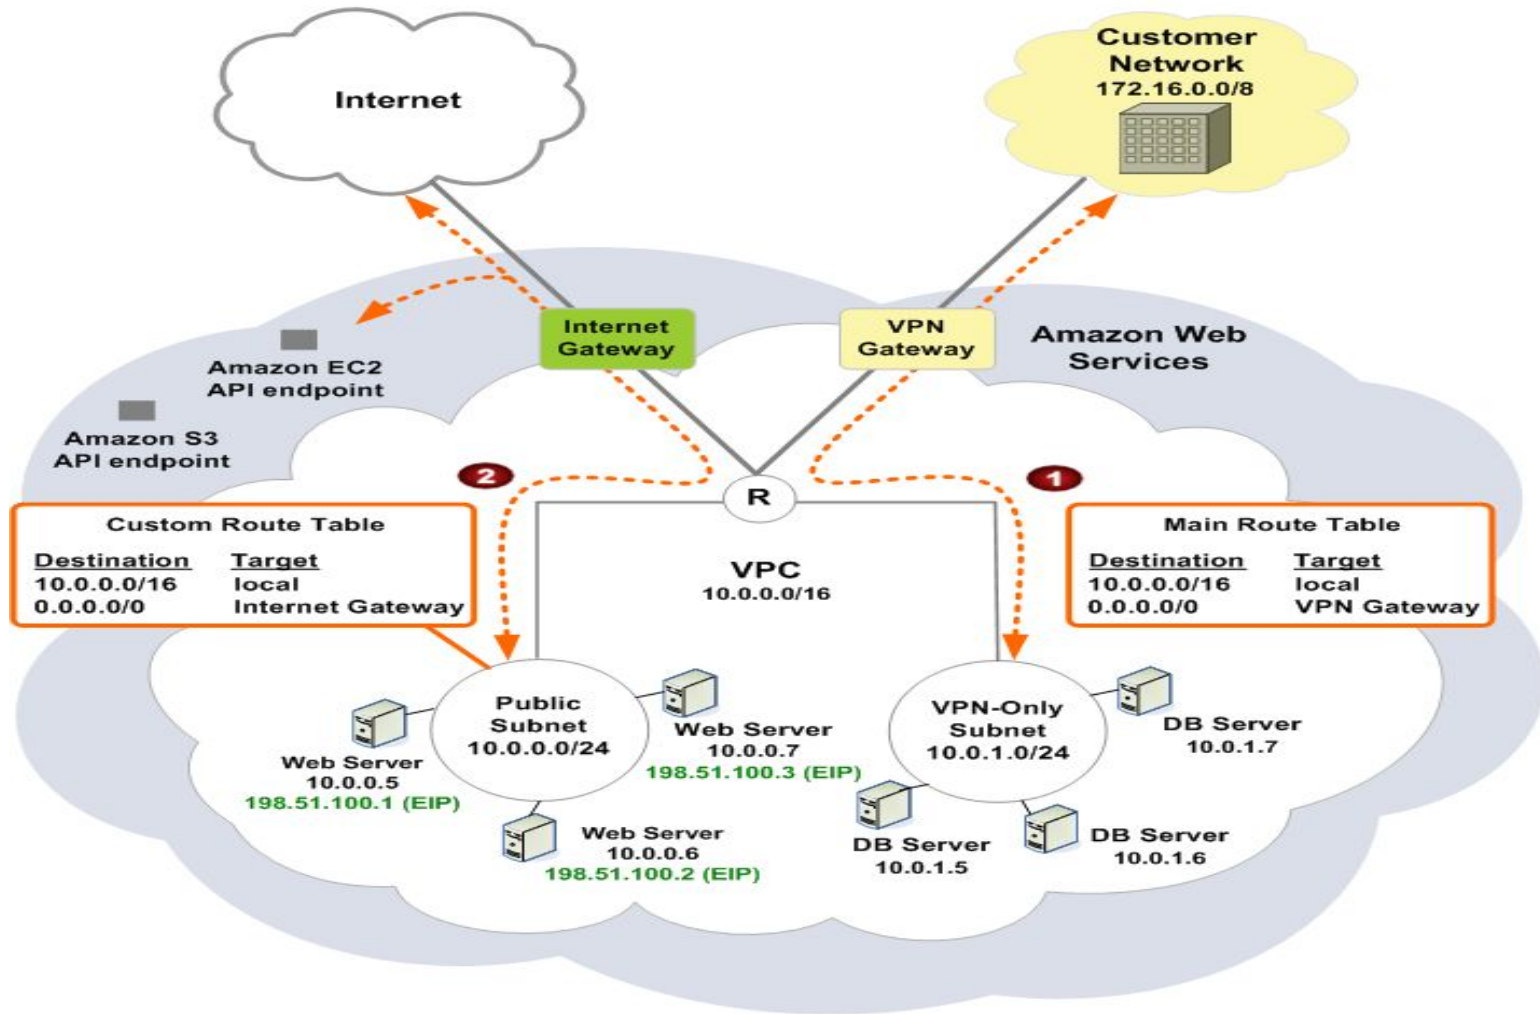 Internet
Customer
Network
172.16.0.0/8
Internet
Gateway
VPN
Gateway
Amazon Web
Services
Amazon EC2
API endpoint
Amazon S3
API endpoint
2
1
R
Custom Route Table
Destination Target
10.0.0.0/16 local
0.0.0.0/0 Internet Gateway
Main Route Table
Destination Target
10.0.0.0/16 local
0.0.0.0/0 VPN Gateway
VPC
10.0.0.0/16
Public
Subnet
10.0.0.0/24
Web Server
10.0.0.5
198.51.100.1 (EIP)
Web Server
10.0.0.7
198.51.100.3 (EIP)
Web Server
10.0.0.6
198.51.100.2 (EIP)
VPN-Only
Subnet
10.0.1.0/24
DB Server
10.0.1.7
DB Server
10.0.1.5
DB Server
10.0.1.6